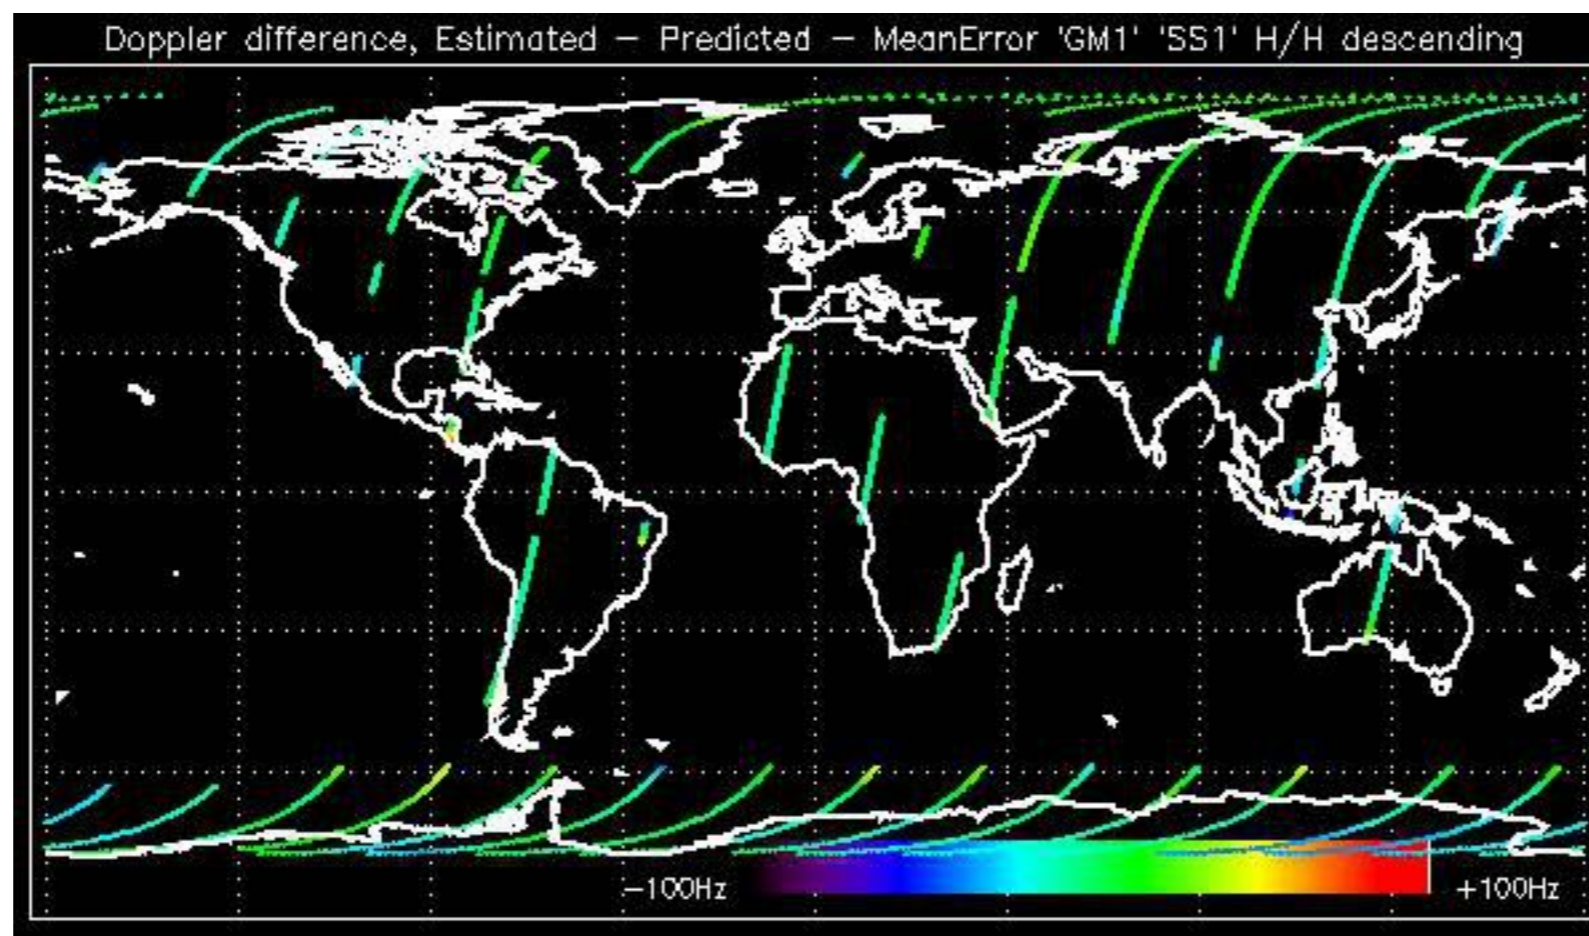 Doppler difference, Estimated - Predicted - MeanError 'GM1' 'SS1' H/H descending
-100Hz
+100Hz